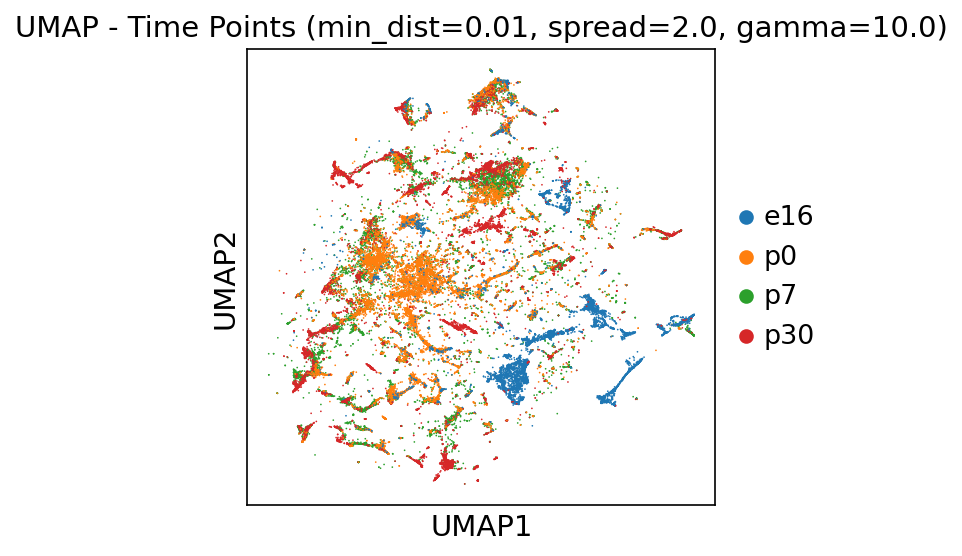 UMAP - Time Points (min_dist=0.01, spread=2.0, gamma=10.0)
UMAP2
e16
p0
p7
p30
UMAP1